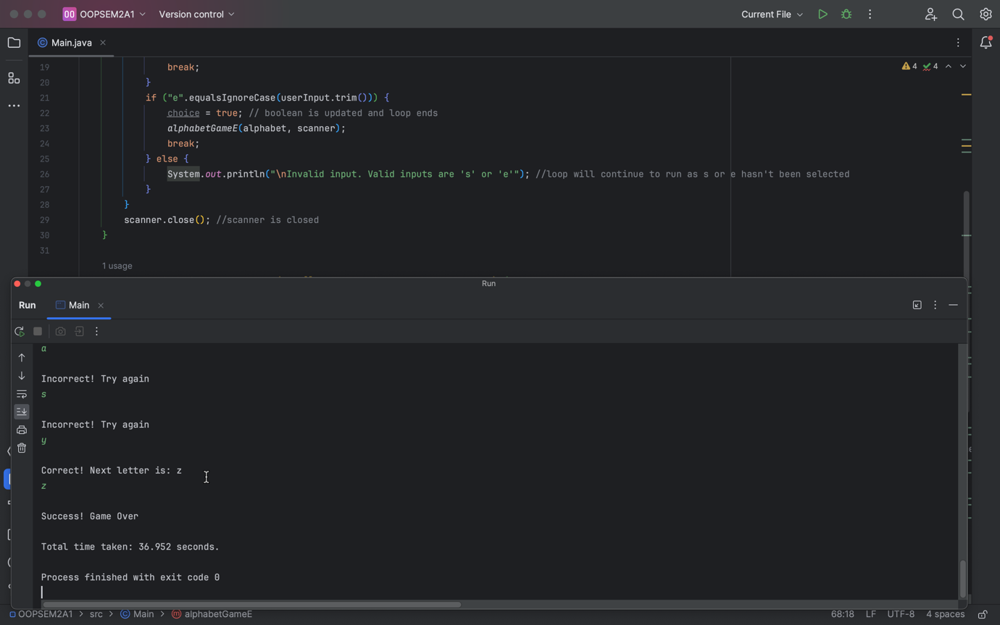 OO OOPSEM2A1 Version control Current File
Main.java
19 break;
20 }
21 if ("e".equalsIgnoreCase(userInput.trim())) {
22 choice = true; // boolean is updated and loop ends
23 alphabetGameE(alphabet, scanner);
24 break;
25 } else {
26 System.out.println("\nInvalid input. Valid inputs are 's' or 'e'"); //loop will continue to run as s or e hasn't been selected
27 }
28 }
29 scanner.close(); //scanner is closed
30 }
31
1 usage
4 4
Run
Run Main
a
Incorrect! Try again
s
Incorrect! Try again
y
Correct! Next letter is: z
z
Success! Game Over
Total time taken: 36.952 seconds.
Process finished with exit code 0
OOPSEM2A1 > src > Main > alphabetGameE 68:18 LF UTF-8 4 spaces